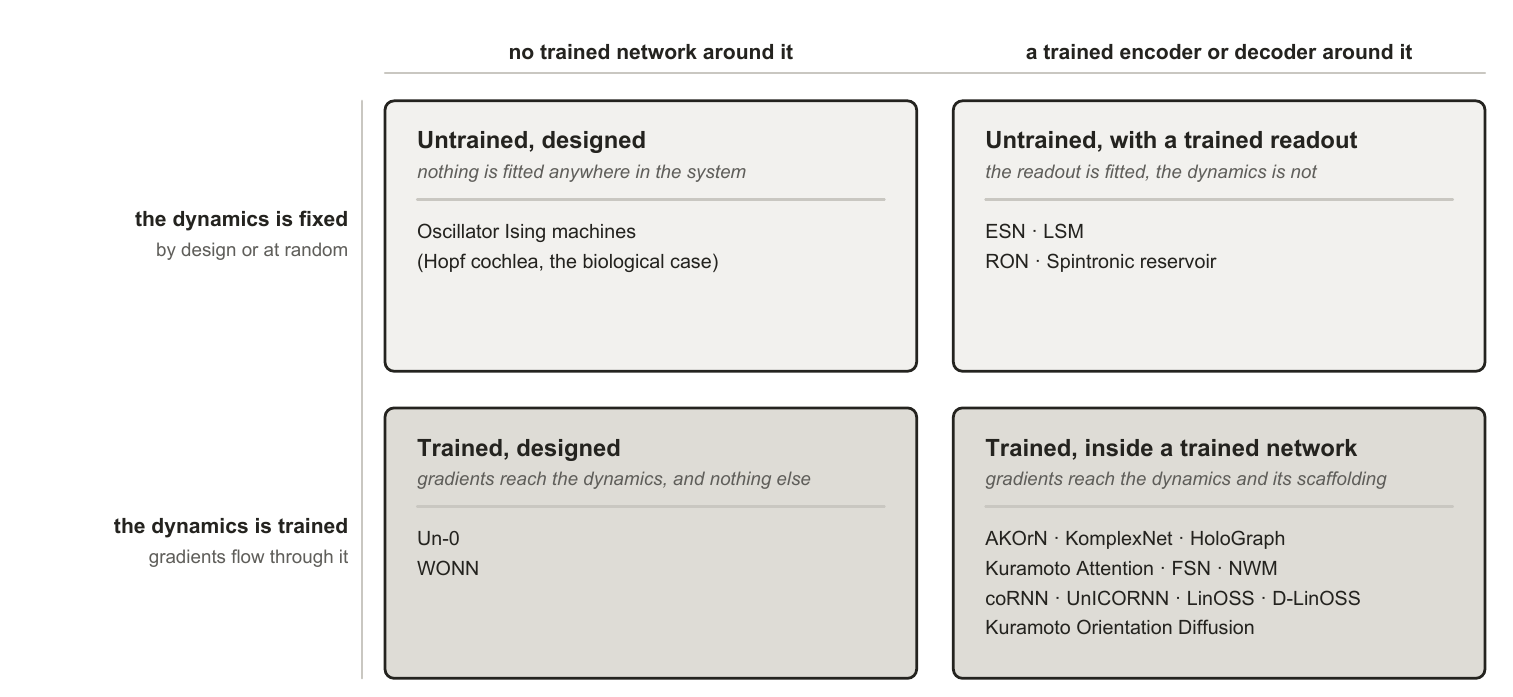 no trained network around it
a trained encoder or decoder around it
the dynamics is fixed
by design or at random
Untrained, designed
nothing is fitted anywhere in the system
Oscillator Ising machines
(Hopf cochlea, the biological case)
Untrained, with a trained readout
the readout is fitted, the dynamics is not
ESN · LSM
RON · Spintronic reservoir
the dynamics is trained
gradients flow through it
Trained, designed
gradients reach the dynamics, and nothing else
Un-0
WONN
Trained, inside a trained network
gradients reach the dynamics and its scaffolding
AKOrN · KomplexNet · HoloGraph
Kuramoto Attention · FSN · NWM
coRNN · UnICORNN · LinOSS · D-LinOSS
Kuramoto Orientation Diffusion